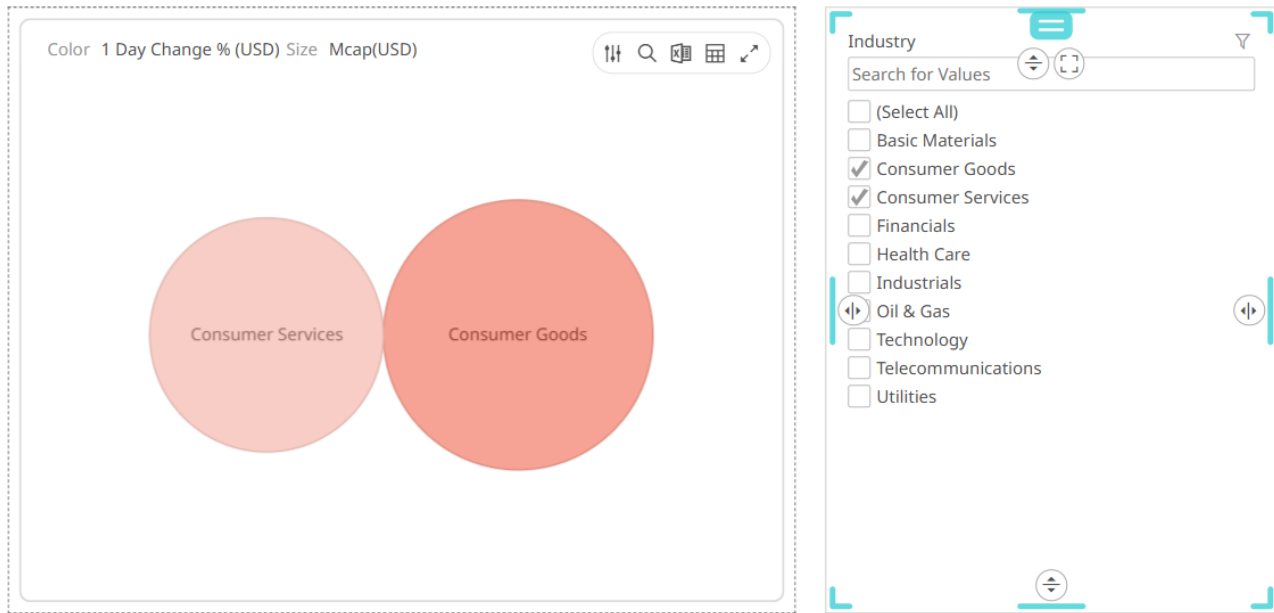 Color 1 Day Change % (USD) Size Mcap(USD)
Consumer Services
Consumer Goods
Industry
Search for Values
(Select All)
Basic Materials
Consumer Goods
Consumer Services
Financials
Health Care
Industrials
Oil & Gas
Technology
Telecommunications
Utilities